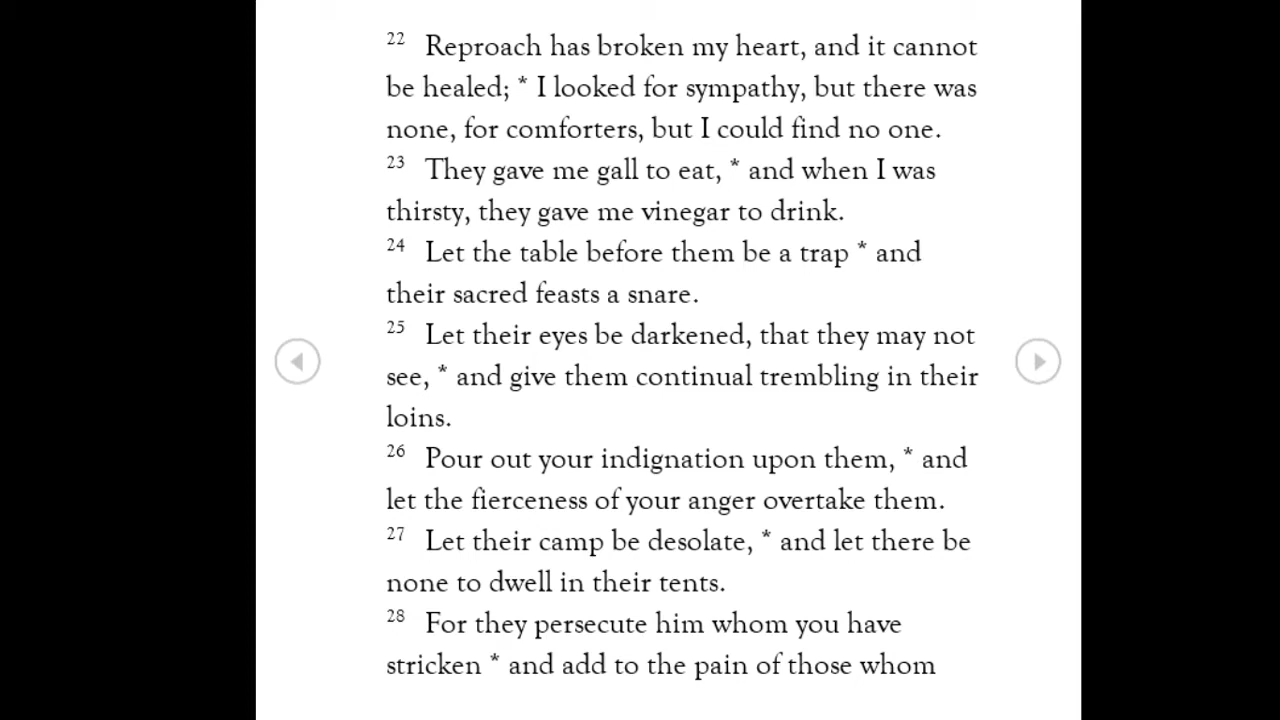 22 Reproach has broken my heart, and it cannot
be healed; * I looked for sympathy, but there was
none, for comforters, but I could find no one.
23 They gave me gall to eat, * and when I was
thirsty, they gave me vinegar to drink.
24 Let the table before them be a trap * and
their sacred feasts a snare.
25 Let their eyes be darkened, that they may not
see, * and give them continual trembling in their
loins.
26 Pour out your indignation upon them, * and
let the fierceness of your anger overtake them.
27 Let their camp be desolate, * and let there be
none to dwell in their tents.
28 For they persecute him whom you have
stricken * and add to the pain of those whom